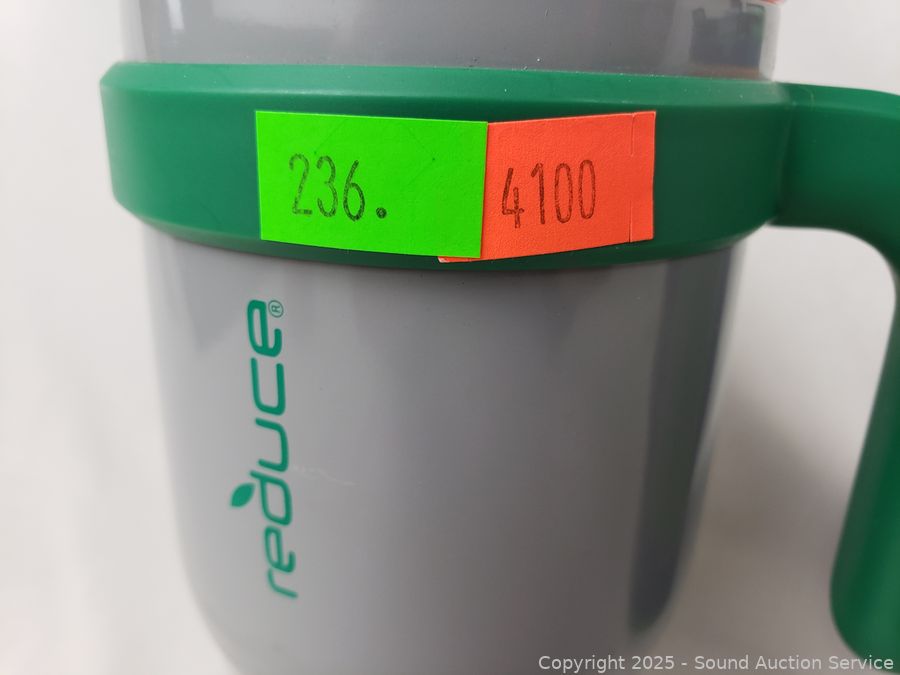 236.
4100
reduce®
Copyright 2025 - Sound Auction Service